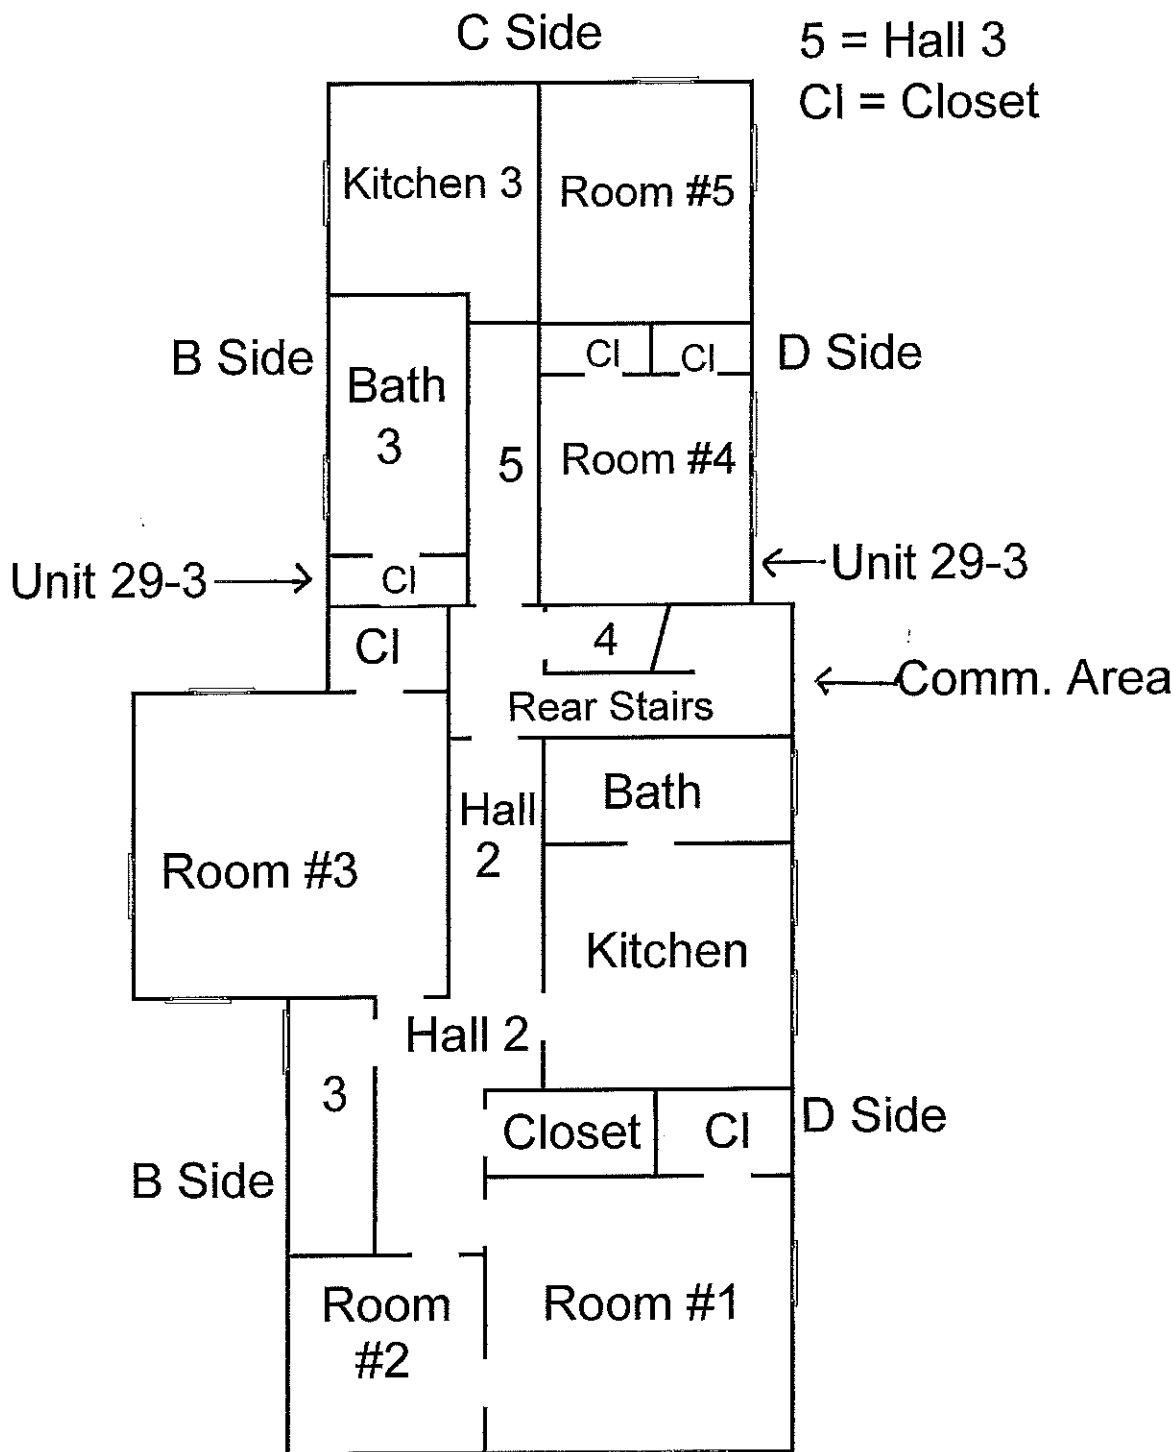 C Side
5 = Hall 3
Cl = Closet
Kitchen 3
Room #5
B Side
Cl
Cl
D Side
Bath
3
5
Room #4
Unit 29-3
Cl
Unit 29-3
Cl
4
Comm. Area
Rear Stairs
Hall
2
Bath
Room #3
Kitchen
Hall 2
3
Closet
Cl
D Side
B Side
Room
#2
Room #1